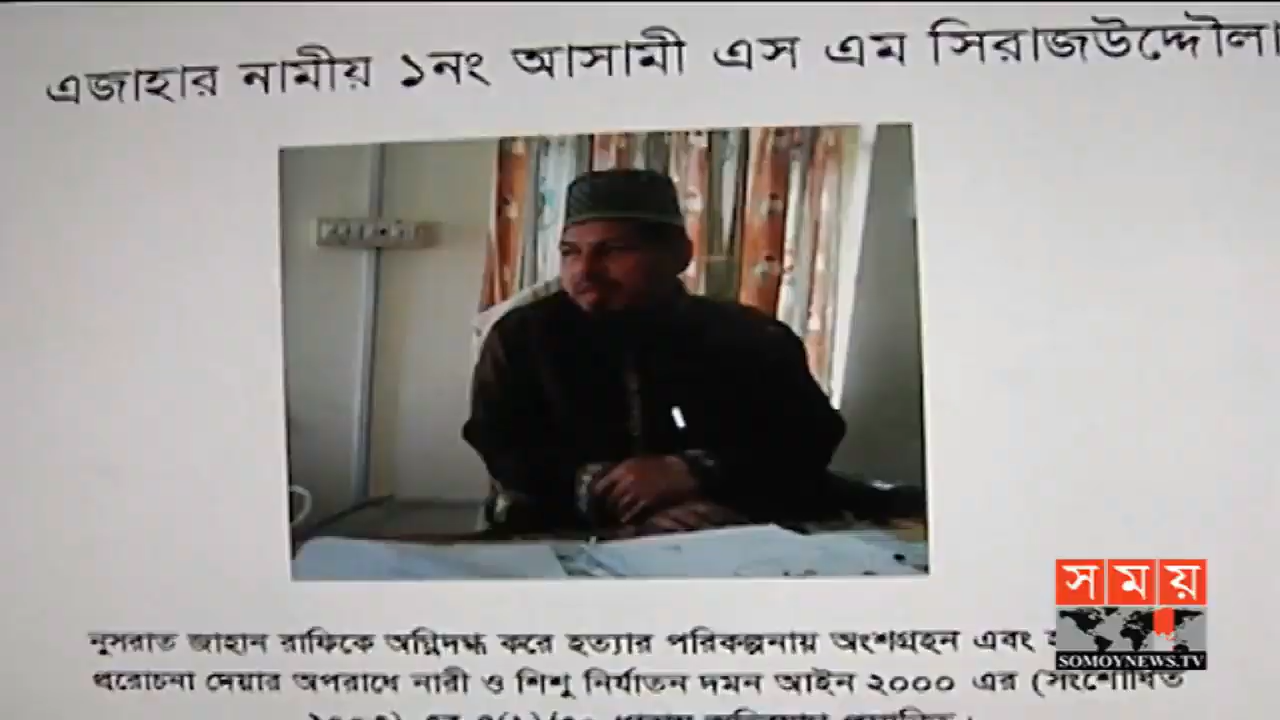 এজাহার নামীয় ১নং আসামী এস এম সিরাজউদ্দৌলা
নুসরাত জাহান রাফিকে অগ্নিদগ্ধ করে হত্যার পরিকল্পনায় অংশগ্রহন এবং
প্ররোচনা দেয়ার অপরাধে নারী ও শিশু নির্যাতন দমন আইন ২০০০ এর (সংশোধিত
সময়
SOMOYNEWS.TV